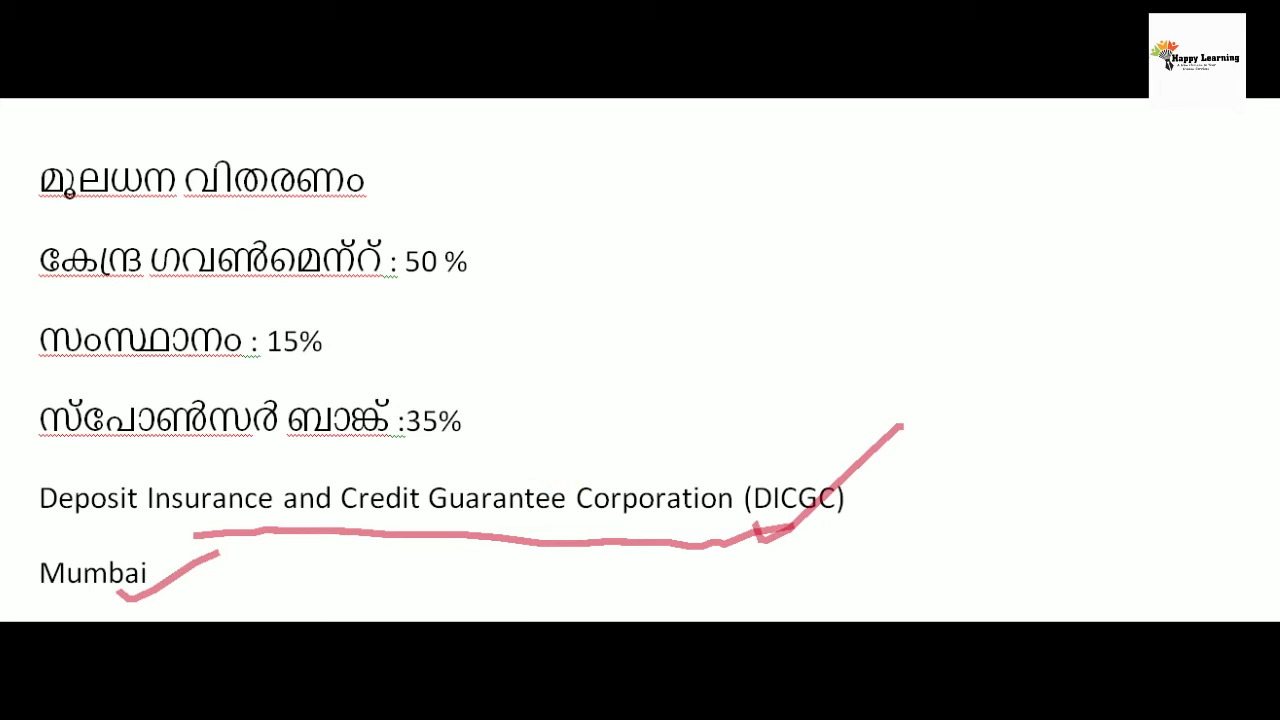 Happy Learning
മൂലധന വിതരണം
കേന്ദ്ര ഗവൺമെന്റ് : 50 %
സംസ്ഥാനം : 15%
സ്പോൺസർ ബാങ്ക് :35%
Deposit Insurance and Credit Guarantee Corporation (DICGC)
Mumbai